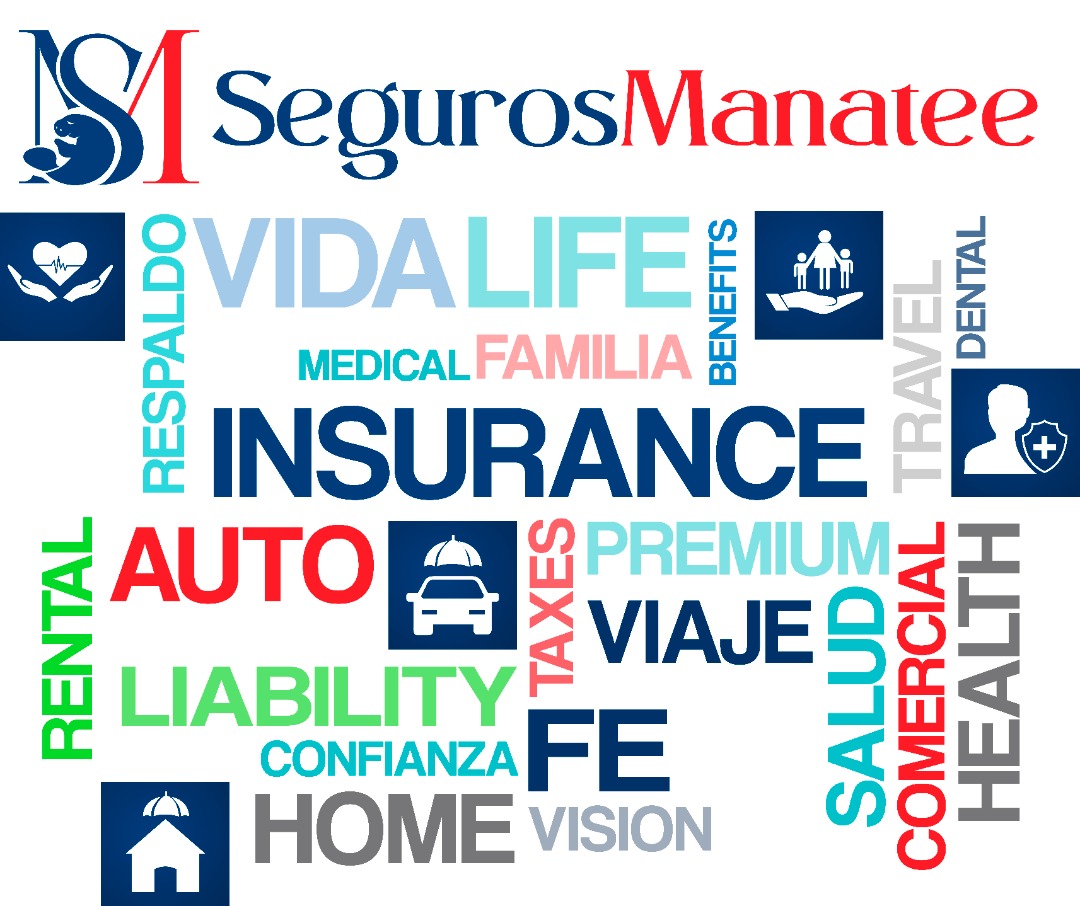 SM SegurosManatee
RESPALDO
VIDA LIFE
BENEFITS
DENTAL
MEDICAL FAMILIA
TRAVEL
INSURANCE
RENTAL
AUTO
TAXES
PREMIUM
VIAJE
SALUD
COMERCIAL
HEALTH
LIABILITY
CONFIANZA
FE
HOME
VISION